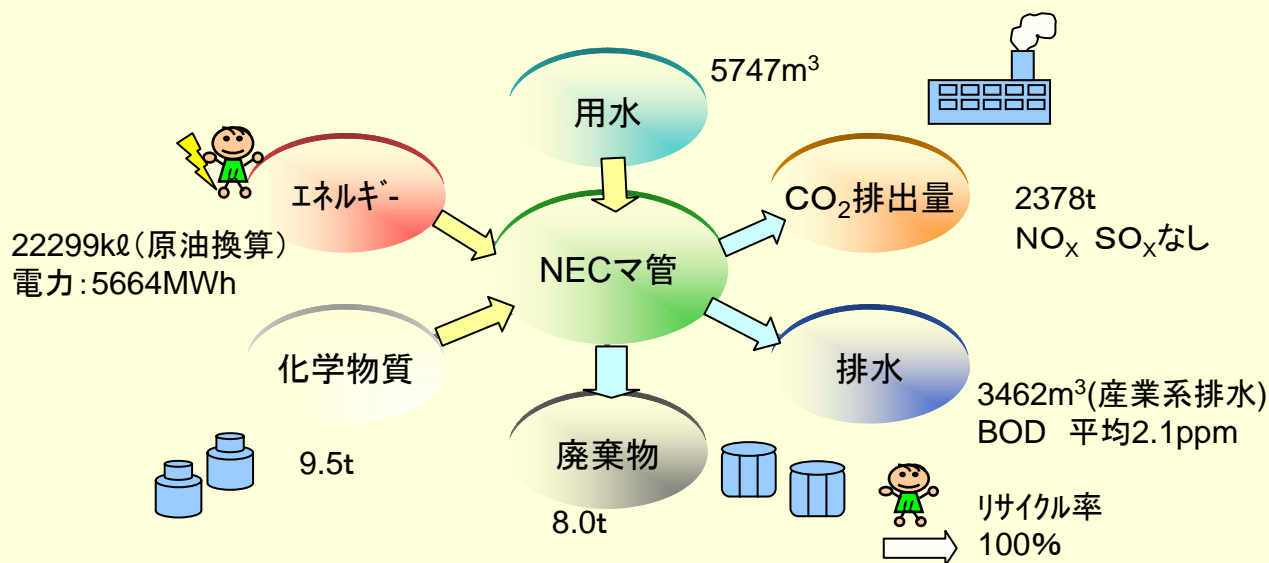 用水
5747m³
エネルギー
22299kℓ(原油換算)
電力:5664MWh
CO₂排出量
2378t
NOX SOXなし
NECマ管
化学物質
9.5t
排水
3462m³(産業系排水)
BOD 平均2.1ppm
廃棄物
8.0t
リサイクル率
100%